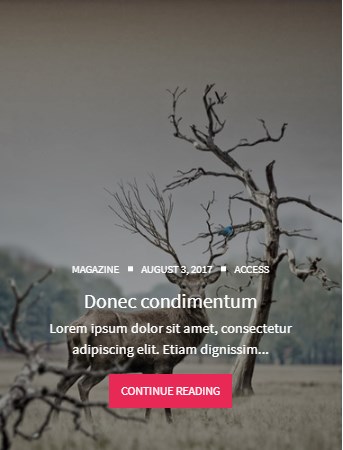 MAGAZINE ■ AUGUST 3, 2017 ■ ACCESS
Donec condimentum
Lorem ipsum dolor sit amet, consectetur
adipiscing elit. Etiam dignissim...
CONTINUE READING